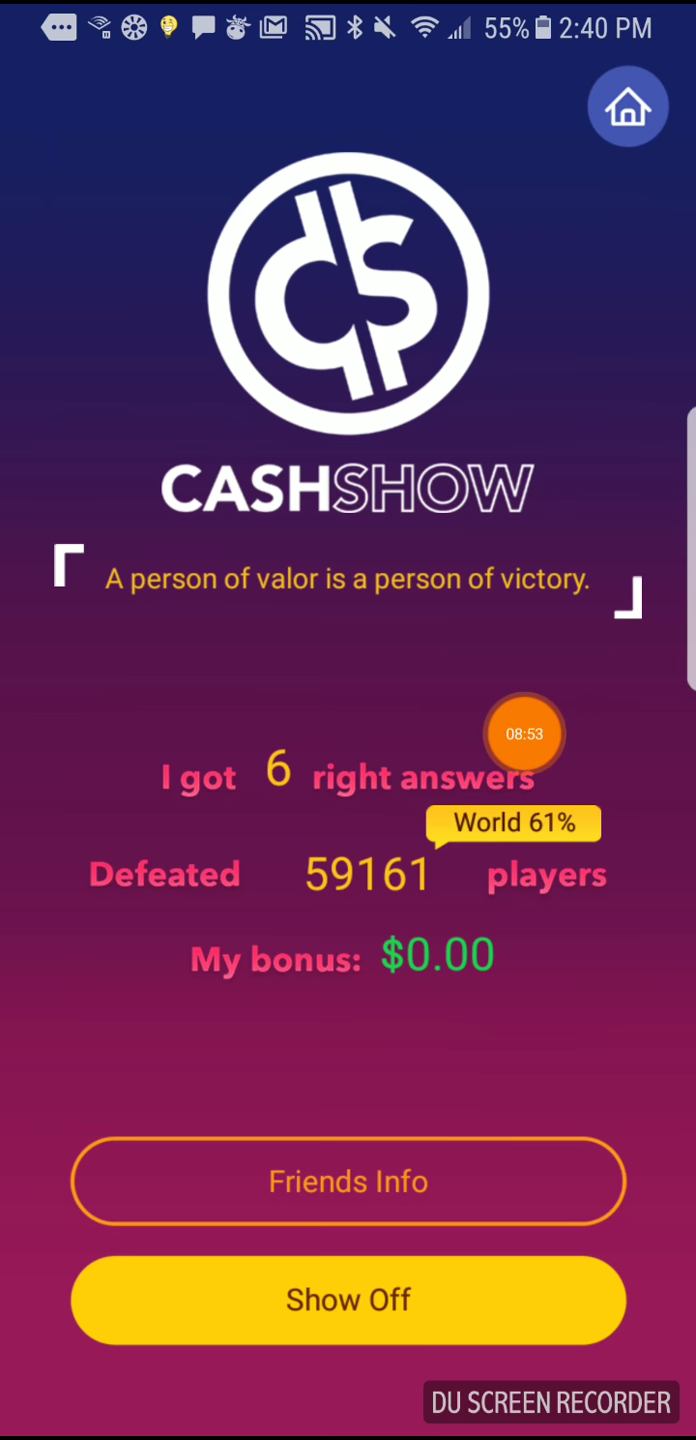 55% 2:40 PM
CASHSHOW
A person of valor is a person of victory.
08:53
I got 6 right answers
World 61%
Defeated 59161 players
My bonus: $0.00
Friends Info
Show Off
DU SCREEN RECORDER